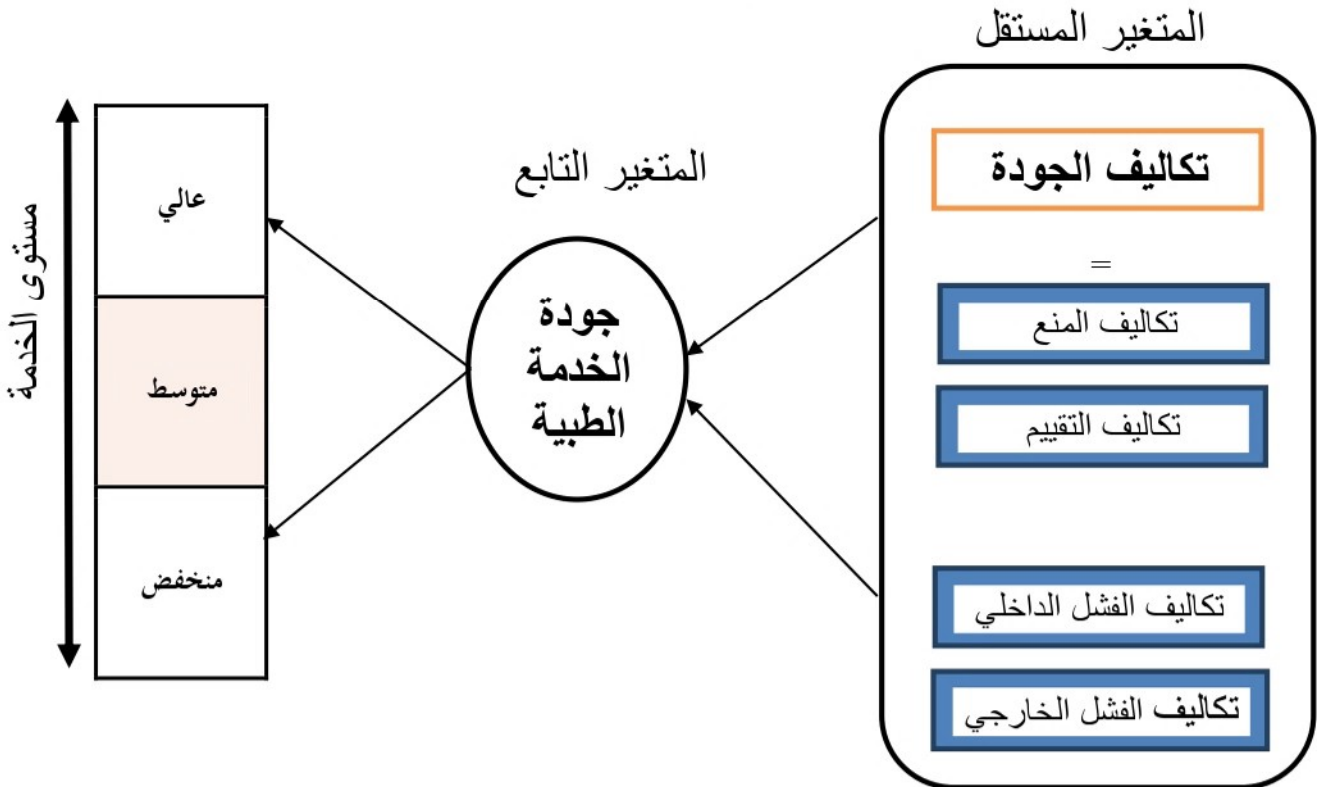 المتغير المستقل
تكاليف الجودة
=
تكاليف المنع
تكاليف التقييم
تكاليف الفشل الداخلي
تكاليف الفشل الخارجي
المتغير التابع
جودة
الخدمة
الطبية
عالي
متوسط
منخفض
مستوى الخدمة